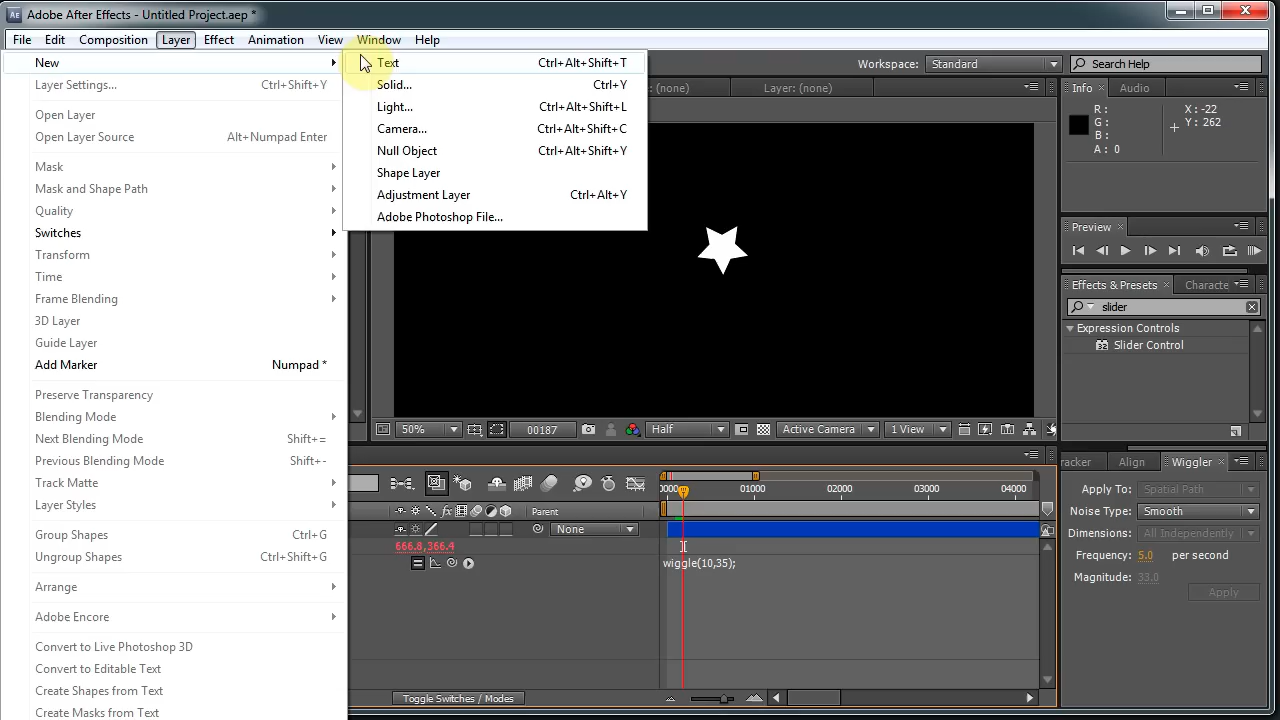 Adobe After Effects - Untitled Project.aep *
File Edit Composition Layer Effect Animation View Window Help
New
Layer Settings... Ctrl+Shift+Y
Open Layer
Open Layer Source Alt+Numpad Enter
Mask
Mask and Shape Path
Quality
Switches
Transform
Time
Frame Blending
3D Layer
Guide Layer
Add Marker Numpad *
Preserve Transparency
Blending Mode
Next Blending Mode Shift+=
Previous Blending Mode Shift+-
Track Matte
Layer Styles
Group Shapes Ctrl+G
Ungroup Shapes Ctrl+Shift+G
Arrange
Adobe Encore
Convert to Live Photoshop 3D
Convert to Editable Text
Create Shapes from Text
Create Masks from Text
Text Ctrl+Alt+Shift+T
Solid... Ctrl+Y
Light... Ctrl+Alt+Shift+L
Camera... Ctrl+Alt+Shift+C
Null Object Ctrl+Alt+Shift+Y
Shape Layer
Adjustment Layer Ctrl+Alt+Y
Adobe Photoshop File...
Workspace: Standard Search Help
(none) Layer: (none)
Info Audio
R: X: -22
G: Y: 262
B:
A: 0
Preview
Effects & Presets Characte
slider
Expression Controls
32 Slider Control
50% 00187 Half Active Camera 1 View
racker Align Wiggler
Apply To: Spatial Path
Noise Type: Smooth
Dimensions: All Independently
Frequency: 5.0 per second
Magnitude: 33.0
Apply
0000 01000 02000 03000 04000
fx Parent
None
666.8,366.4
wiggle(10,35);
Toggle Switches / Modes